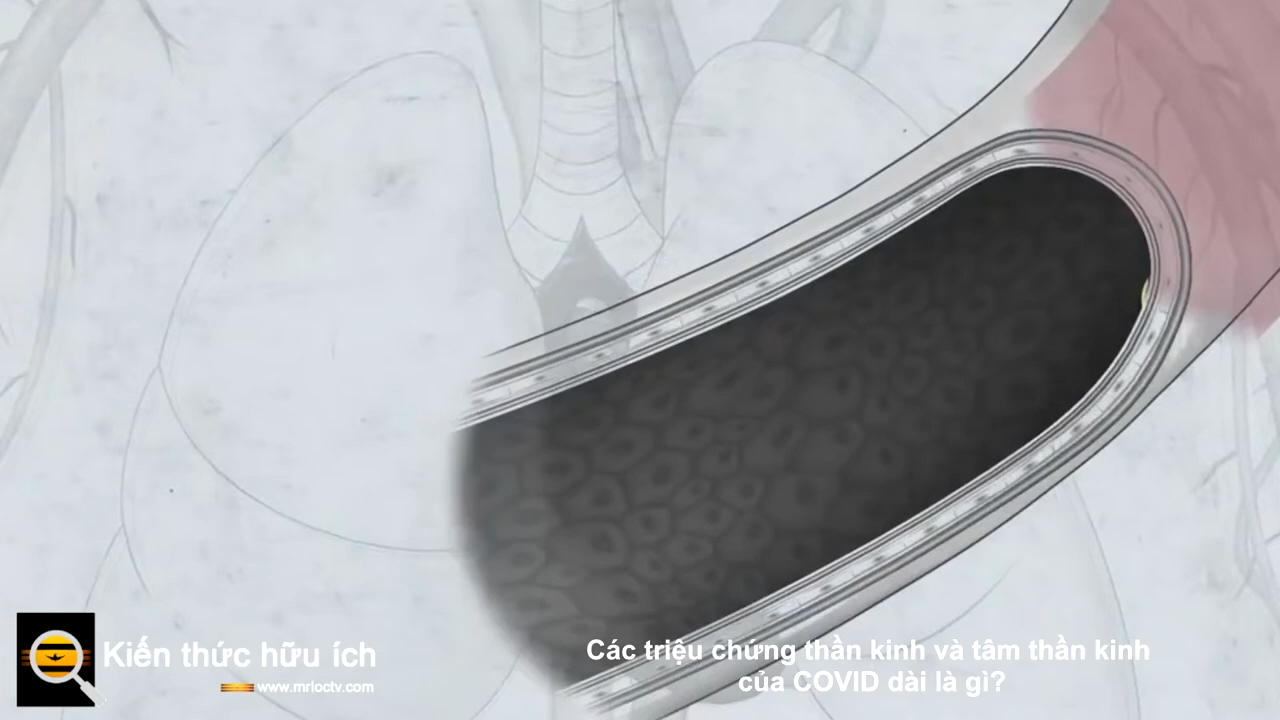 Kiến thức hữu ích
www.mrloctv.com
Các triệu chứng thần kinh và tâm thần kinh
của COVID dài là gì?